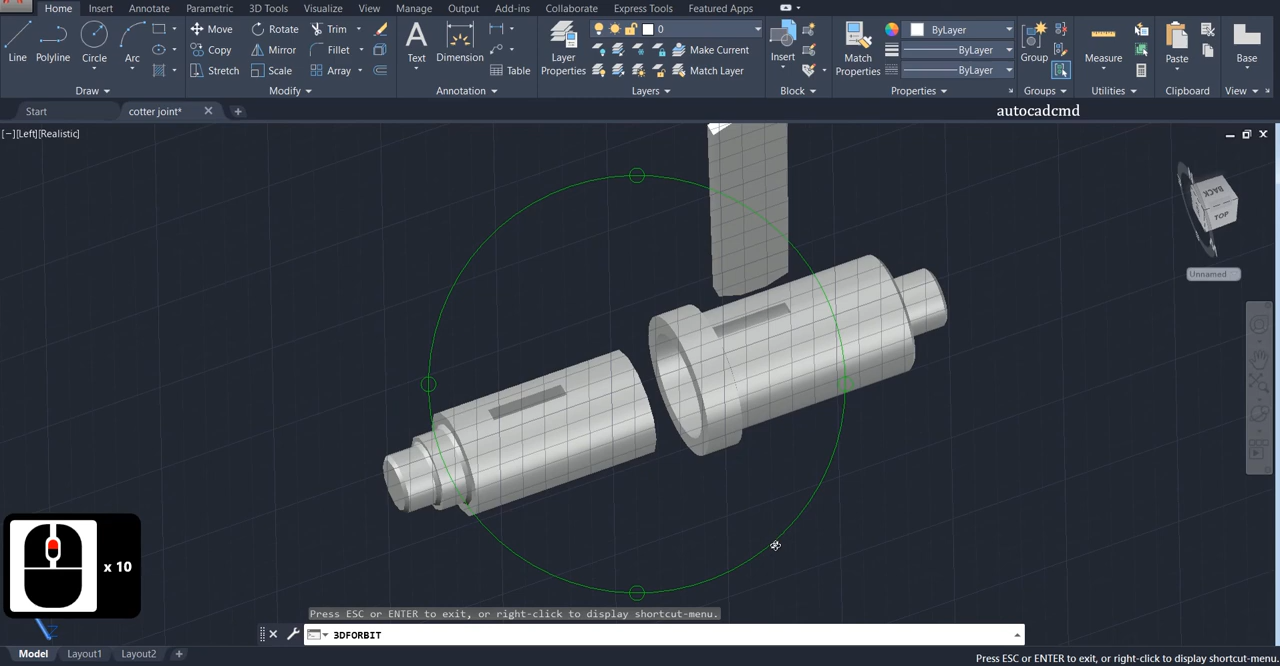 Home Insert Annotate Parametric 3D Tools Visualize View Manage Output Add-ins Collaborate Express Tools Featured Apps
Line Polyline Circle Arc
Move Rotate Trim
Copy Mirror Fillet
Stretch Scale Array
Text Dimension Table
Layer Properties
0
Make Current
Match Layer
Insert
Match Properties
ByLayer
ByLayer
ByLayer
Group
Measure
Paste
Base
Draw Modify Annotation Layers Block Properties Groups Utilities Clipboard View
Start cotter joint*
autocadcmd
[−][Left][Realistic]
BACK
TOP
Unnamed
x 10
Z
Press ESC or ENTER to exit, or right-click to display shortcut-menu.
3DFORBIT
Model Layout1 Layout2
Press ESC or ENTER to exit, or right-click to display shortcut-menu.